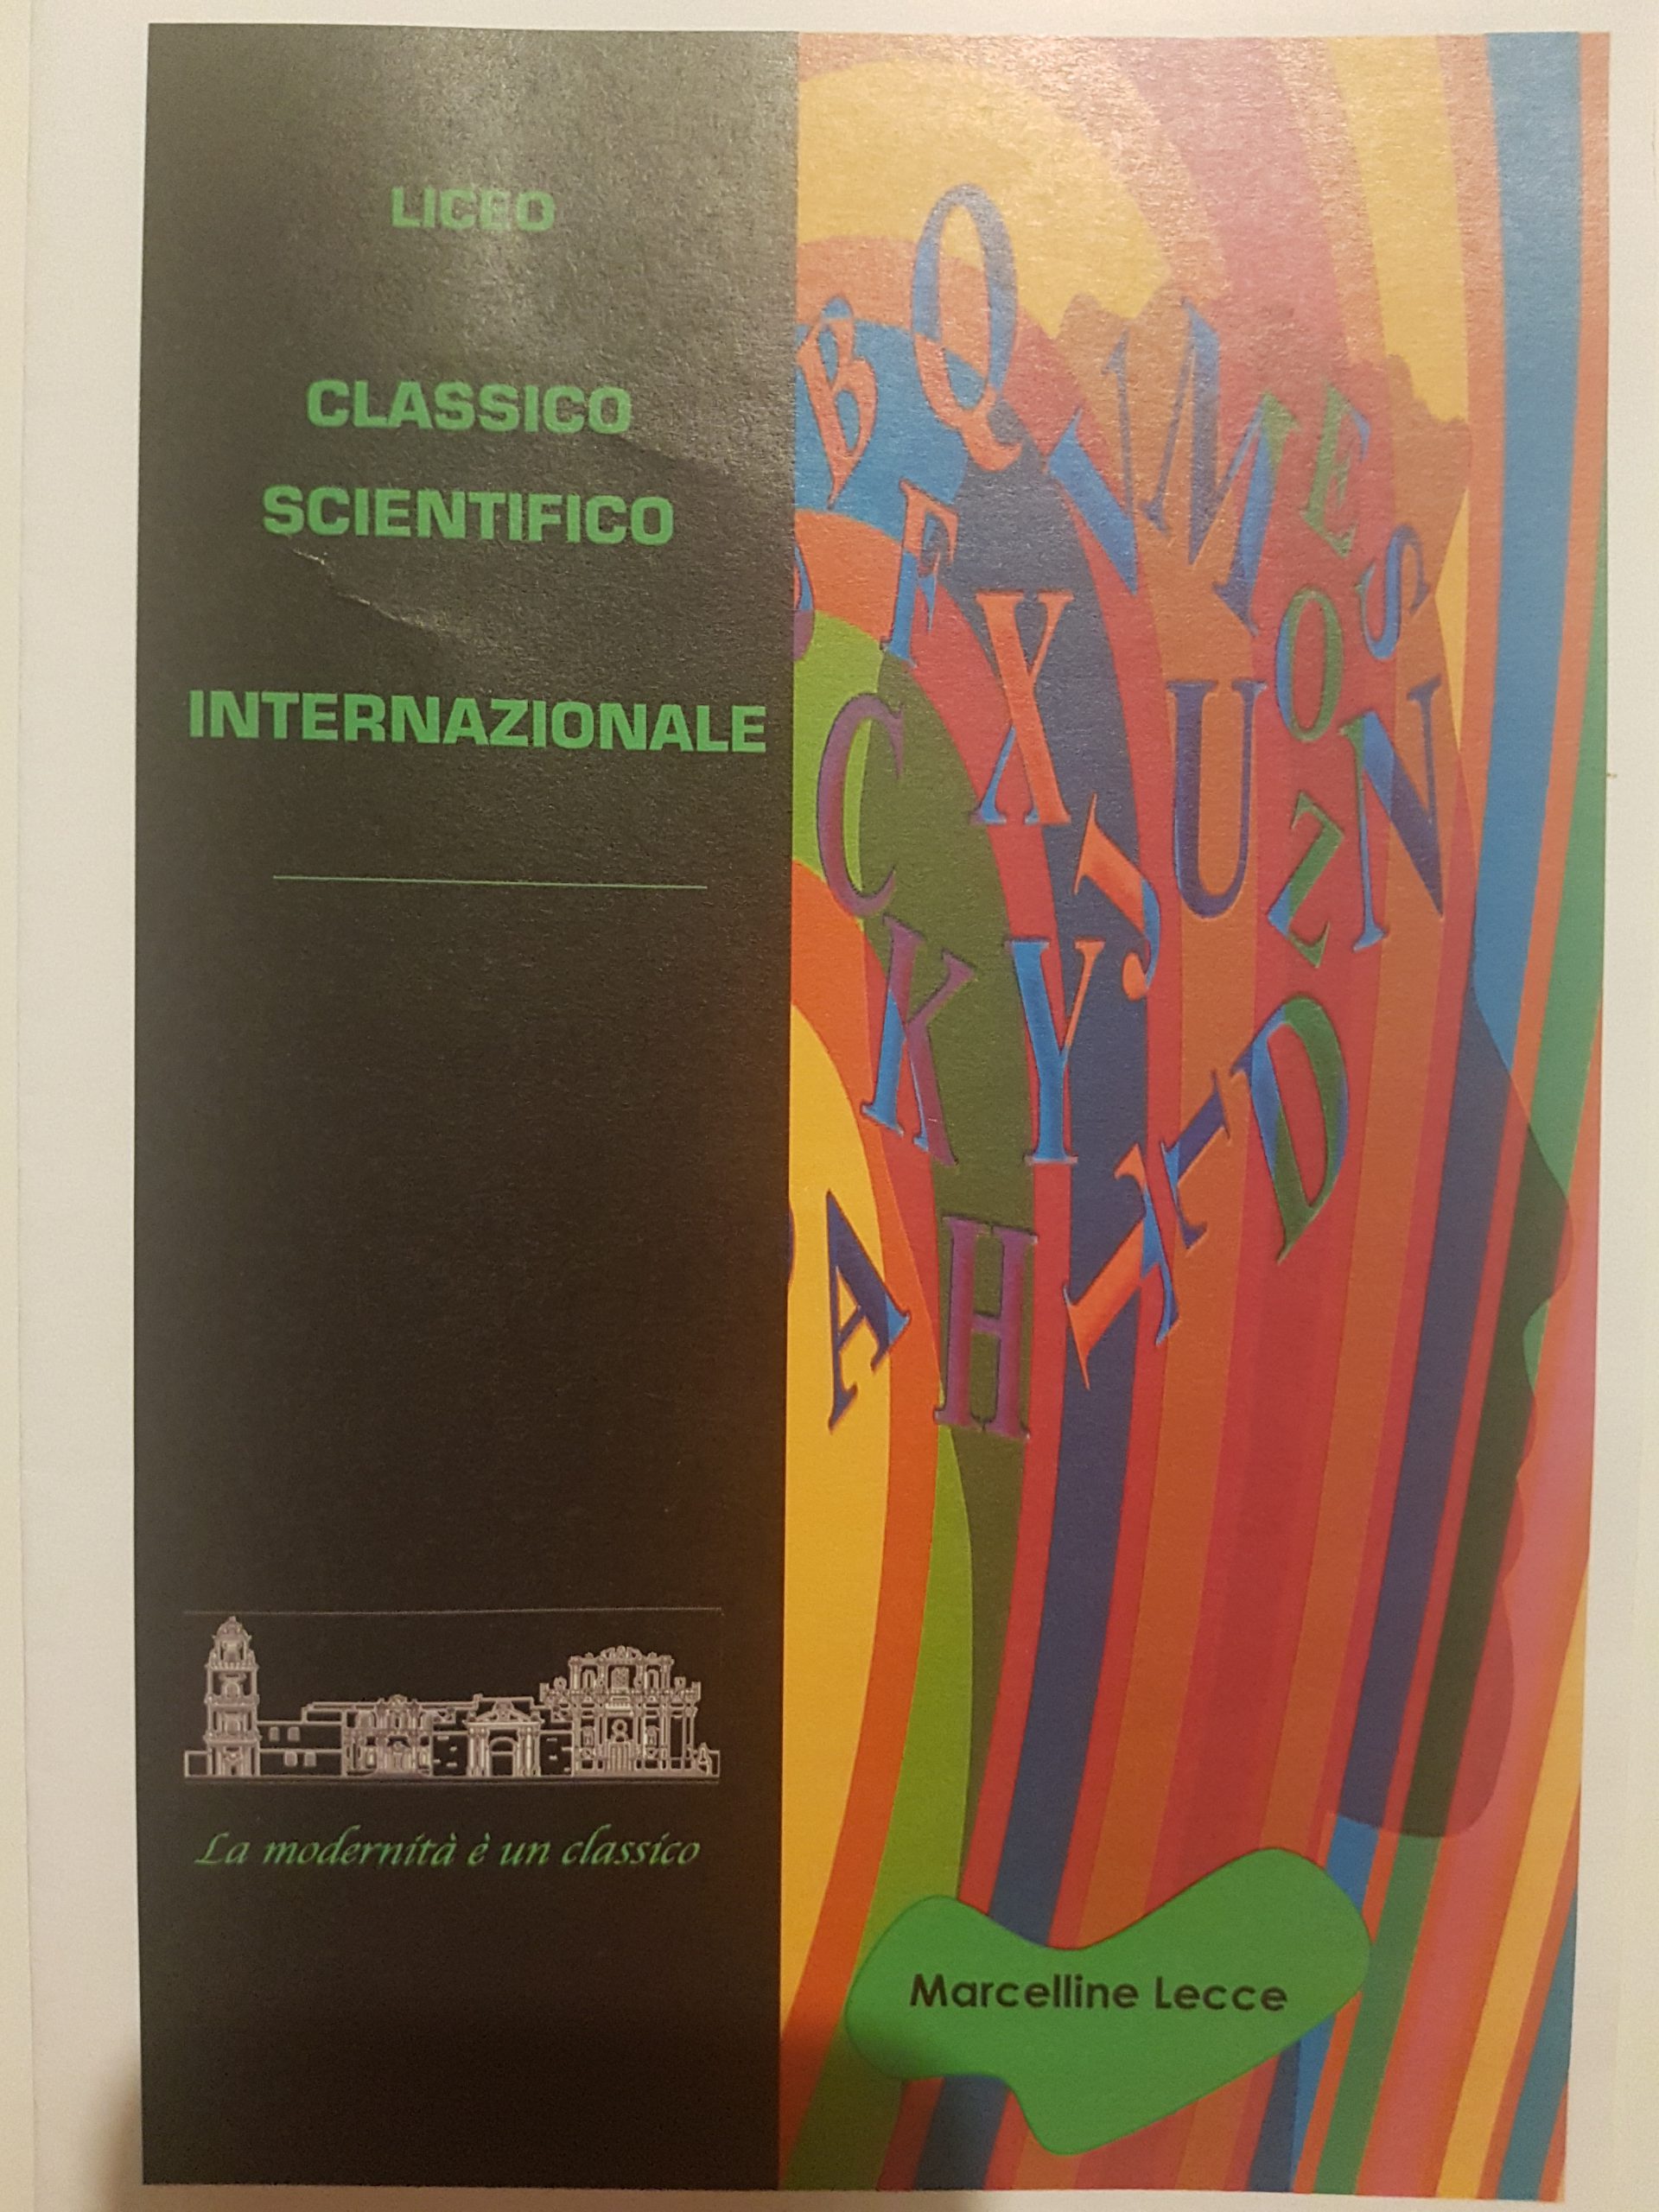 LICEO
CLASSICO
SCIENTIFICO
INTERNAZIONALE
La modernità è un classico
Marcelline Lecce
B Q M E
F X S
C U O N
K Y J Z
A H D